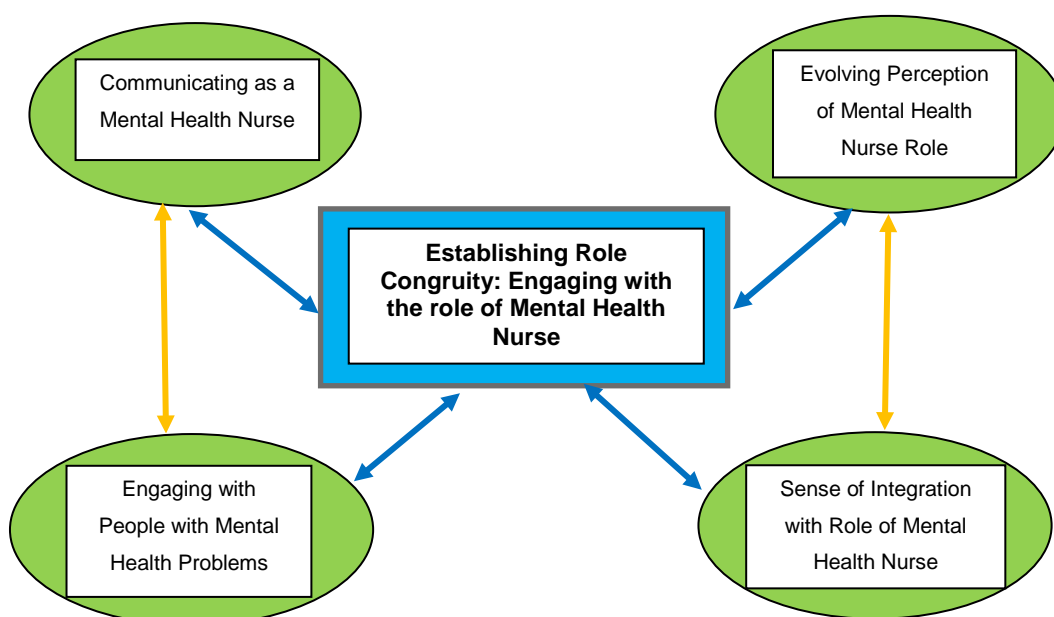 Communicating as a
Mental Health Nurse
Evolving Perception
of Mental Health
Nurse Role
Establishing Role
Congruity: Engaging with
the role of Mental Health
Nurse
Engaging with
People with Mental
Health Problems
Sense of Integration
with Role of Mental
Health Nurse